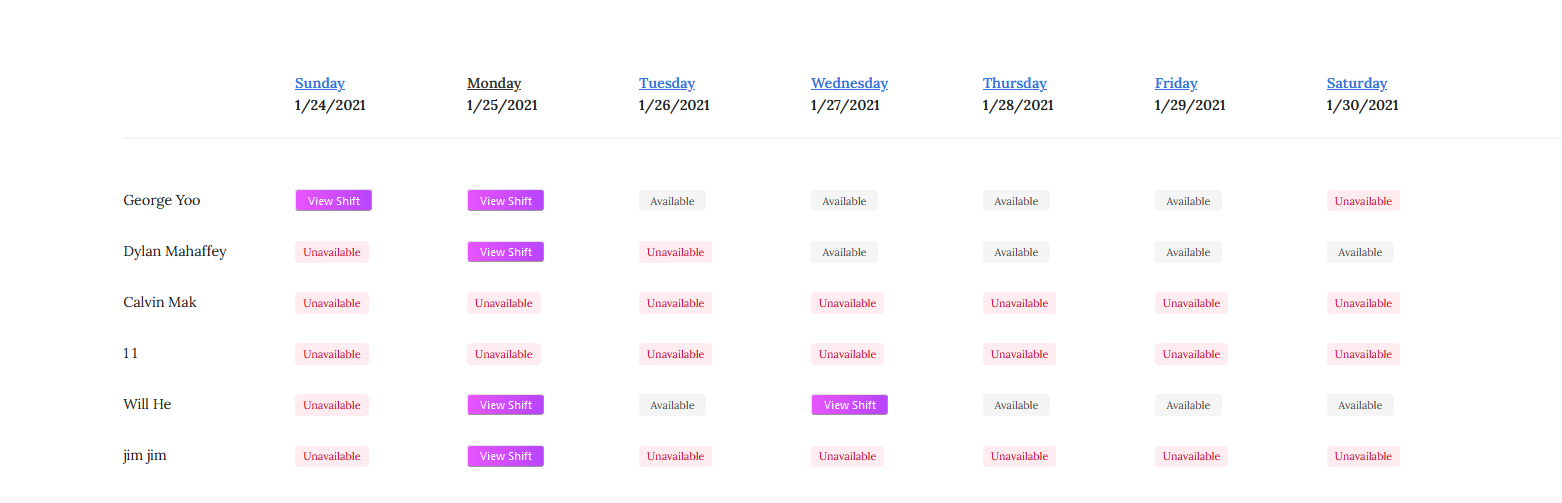 Sunday Monday Tuesday Wednesday Thursday Friday Saturday
1/24/2021 1/25/2021 1/26/2021 1/27/2021 1/28/2021 1/29/2021 1/30/2021
George Yoo View Shift View Shift Available Available Available Available Unavailable
Dylan Mahaffey Unavailable View Shift Unavailable Available Available Available Available
Calvin Mak Unavailable Unavailable Unavailable Unavailable Unavailable Unavailable Unavailable
1 1 Unavailable Unavailable Unavailable Unavailable Unavailable Unavailable Unavailable
Will He Unavailable View Shift Available View Shift Available Available Available
jim jim Unavailable View Shift Unavailable Unavailable Unavailable Unavailable Unavailable